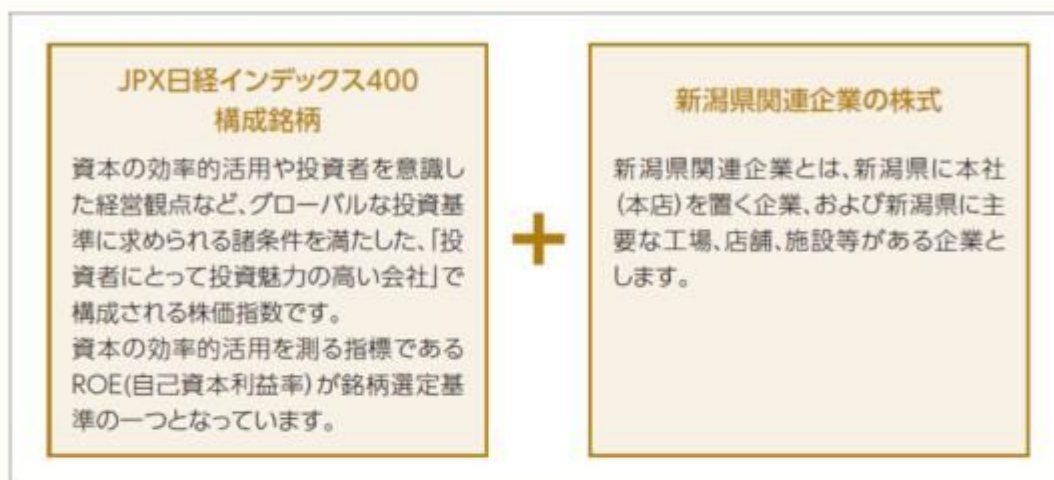 JPX日経インデックス400
構成銘柄
資本の効率的活用や投資者を意識し
た経営観点など、グローバルな投資基
準に求められる諸条件を満たした、「投
資者にとって投資魅力の高い会社」で
構成される株価指数です。
資本の効率的活用を測る指標である
ROE(自己資本利益率)が銘柄選定基
準の一つとなっています。
+
新潟県関連企業の株式
新潟県関連企業とは、新潟県に本社
(本店)を置く企業、および新潟県に主
要な工場、店舗、施設等がある企業と
します。